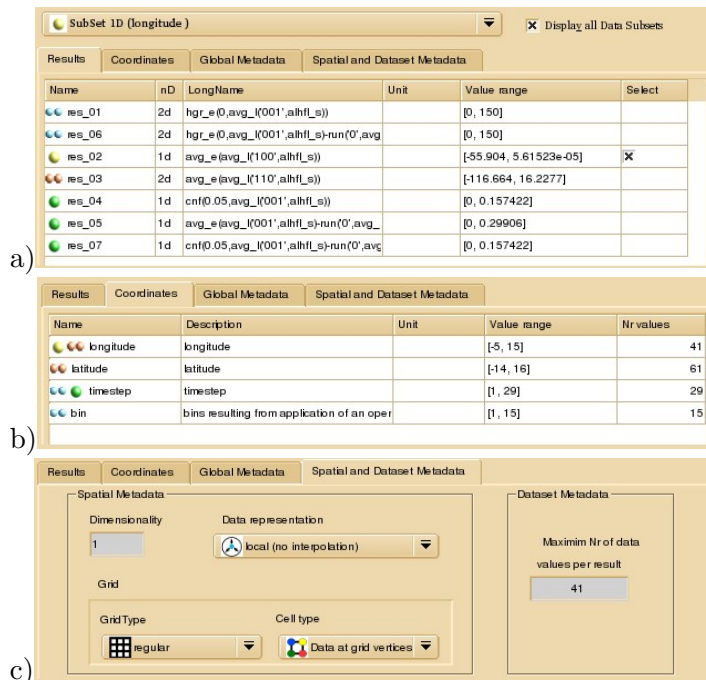 SubSet 1D (longitude ) Display all Data Subsets
Results Coordinates Global Metadata Spatial and Dataset Metadata
Name nD LongName Unit Value range Select
res_01 2d hgr_e(0,avg_l('001',alhfl_s)) [0, 150]
res_06 2d hgr_e(0,avg_l('001',alhfl_s)-run('0',avg [0, 150]
res_02 1d avg_e(avg_l('100',alhfl_s)) [-55.904, 5.61523e-05]
res_03 2d avg_e(avg_l('110',alhfl_s)) [-116.664, 16.2277]
res_04 1d cnf(0.05,avg_l('001',alhfl_s)) [0, 0.157422]
res_05 1d avg_e(avg_l('001',alhfl_s)-run('0',avg_ [0, 0.29906]
res_07 1d cnf(0.05,avg_l('001',alhfl_s)-run('0',avg [0, 0.157422]
a)
Results Coordinates Global Metadata Spatial and Dataset Metadata
Name Description Unit Value range Nr values
longitude longitude [-5, 15] 41
latitude latitude [-14, 16] 61
timestep timestep [1, 29] 29
bin bins resulting from application of an oper [1, 15] 15
b)
Results Coordinates Global Metadata Spatial and Dataset Metadata
Spatial Metadata Dataset Metadata
Dimensionality Data representation
1 local (no interpolation)
Maximim Nr of data
values per result
41
Grid
GridType Cell type
regular Data at grid vertices
c)